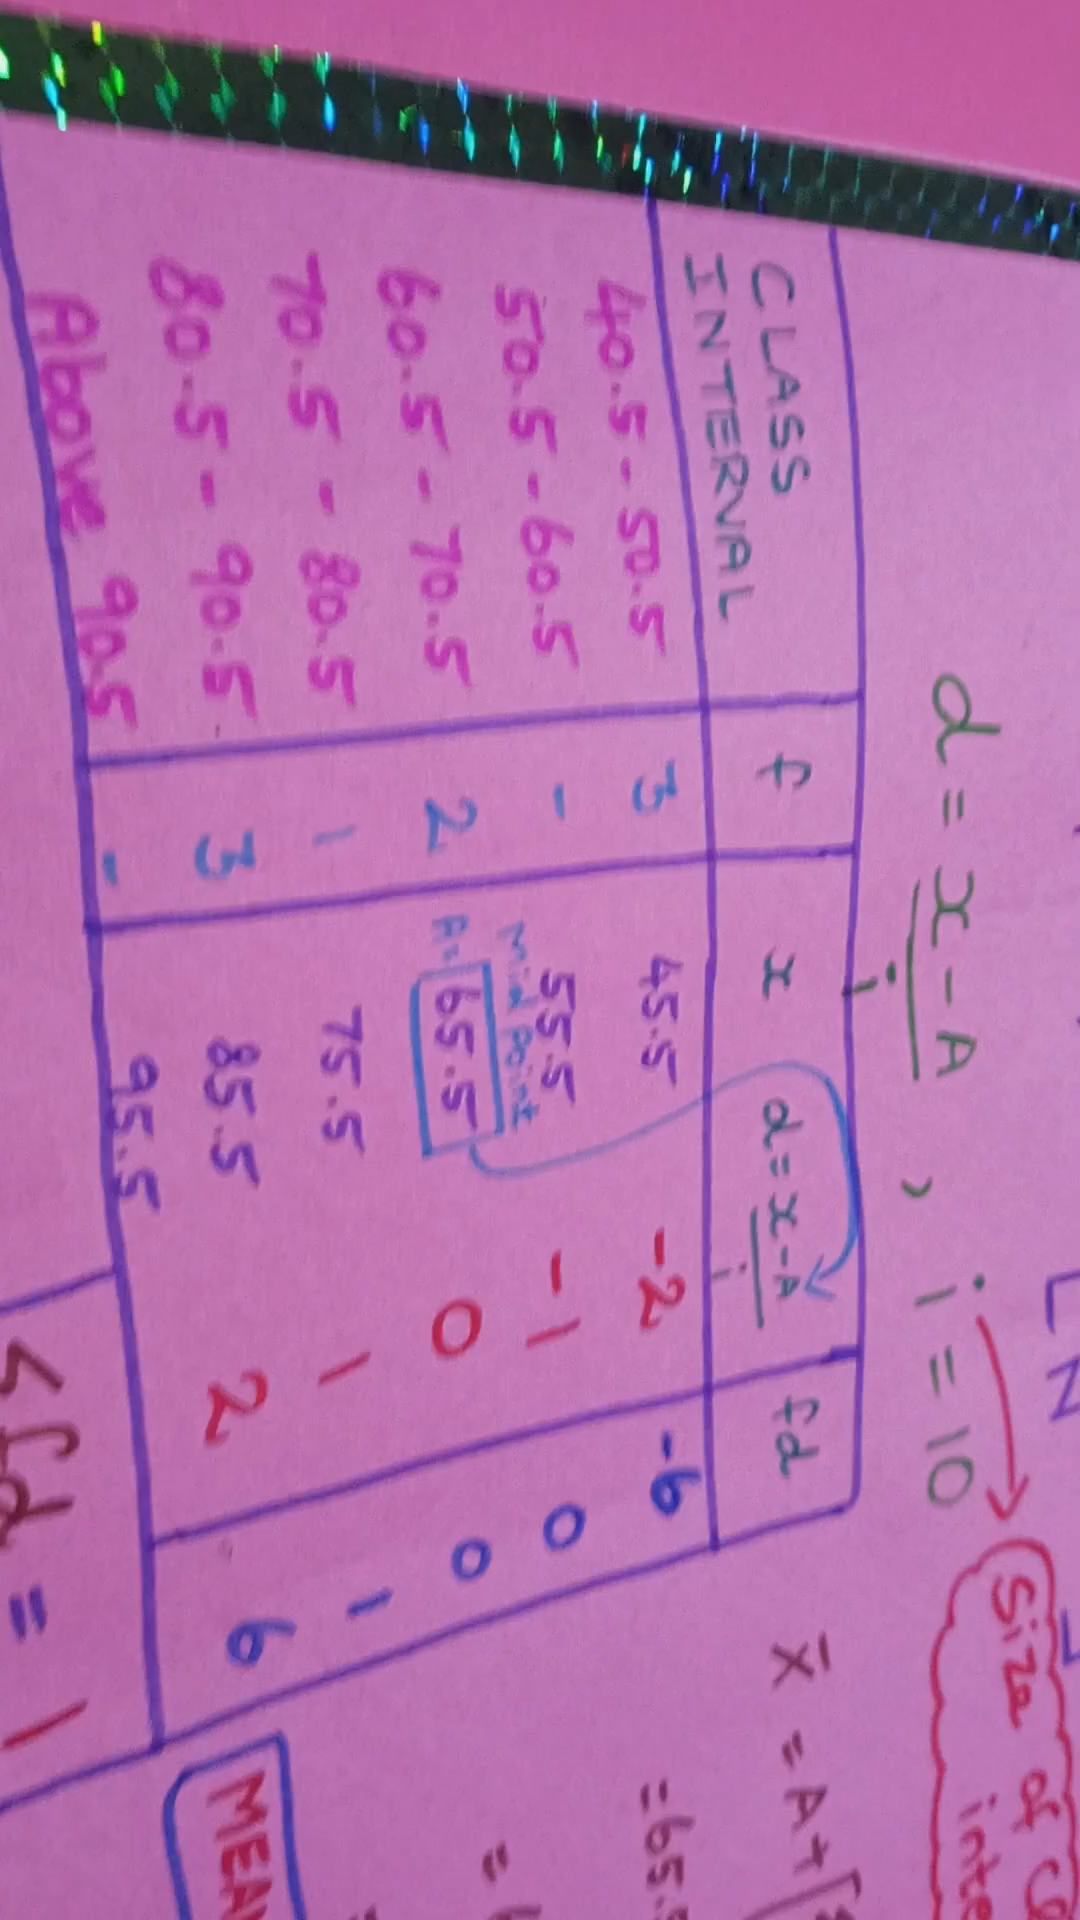 d = x - A , i = 10
i
Size of
CLASS INTERVAL f x d = x - A fd
i
40.5 - 50.5 3 45.5 -2 -6
50.5 - 60.5 - 55.5 -1 0
Mid Point
60.5 - 70.5 2 A= 65.5 0 0
70.5 - 80.5 1 75.5 1 1
80.5 - 90.5 3 85.5 2 6
Above 90.5 - 95.5
Σfd = 1
x̄ = A +
= 65.
=